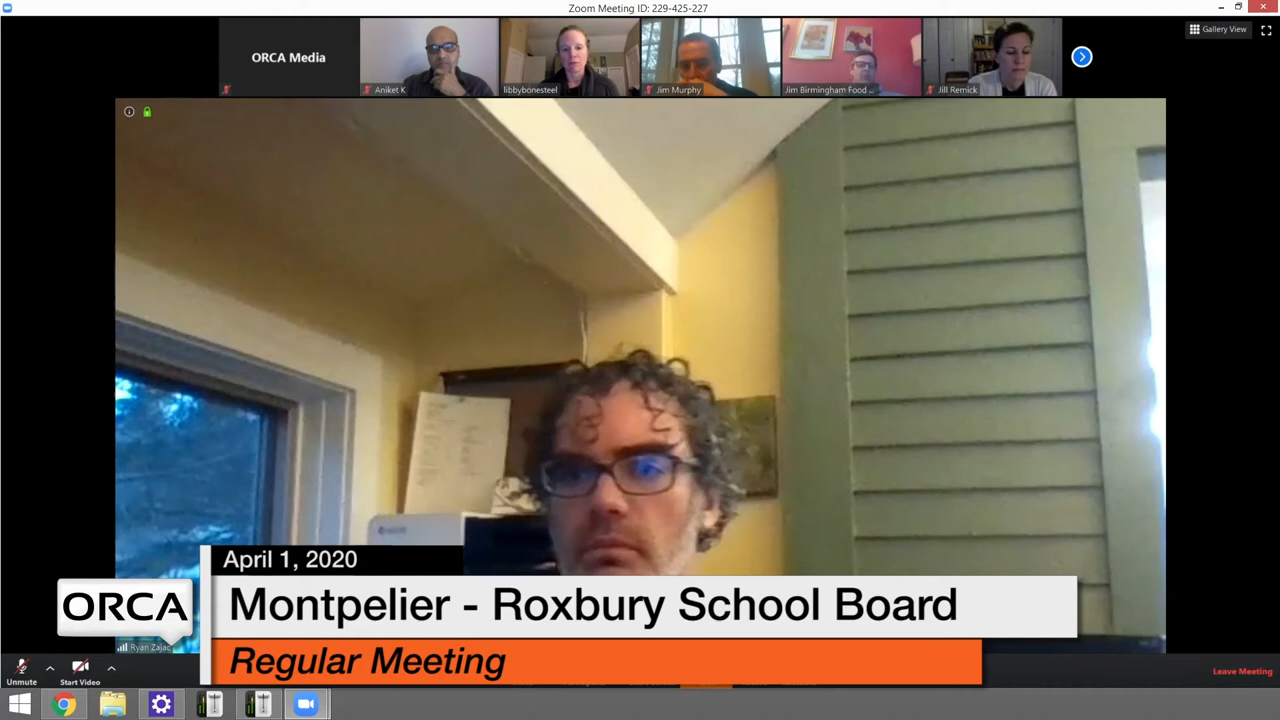 Zoom Meeting ID: 229-425-227
Gallery View
ORCA Media
Aniket K
libbybonesteel
Jim Murphy
Jim Birmingham Food ...
Jill Remick
April 1, 2020
ORCA
Montpelier - Roxbury School Board
Regular Meeting
Ryan Zajac
Unmute
Start Video
Leave Meeting